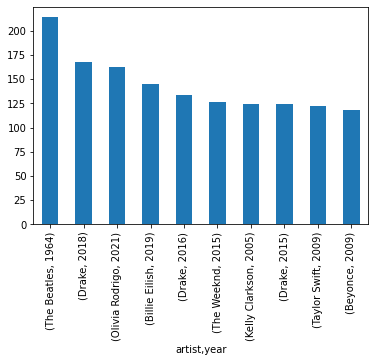 200
175
150
125
100
75
50
25
0
(The Beatles, 1964)
(Drake, 2018)
(Olivia Rodrigo, 2021)
(Billie Eilish, 2019)
(Drake, 2016)
(The Weeknd, 2015)
(Kelly Clarkson, 2005)
(Drake, 2015)
(Taylor Swift, 2009)
(Beyonce, 2009)
artist,year